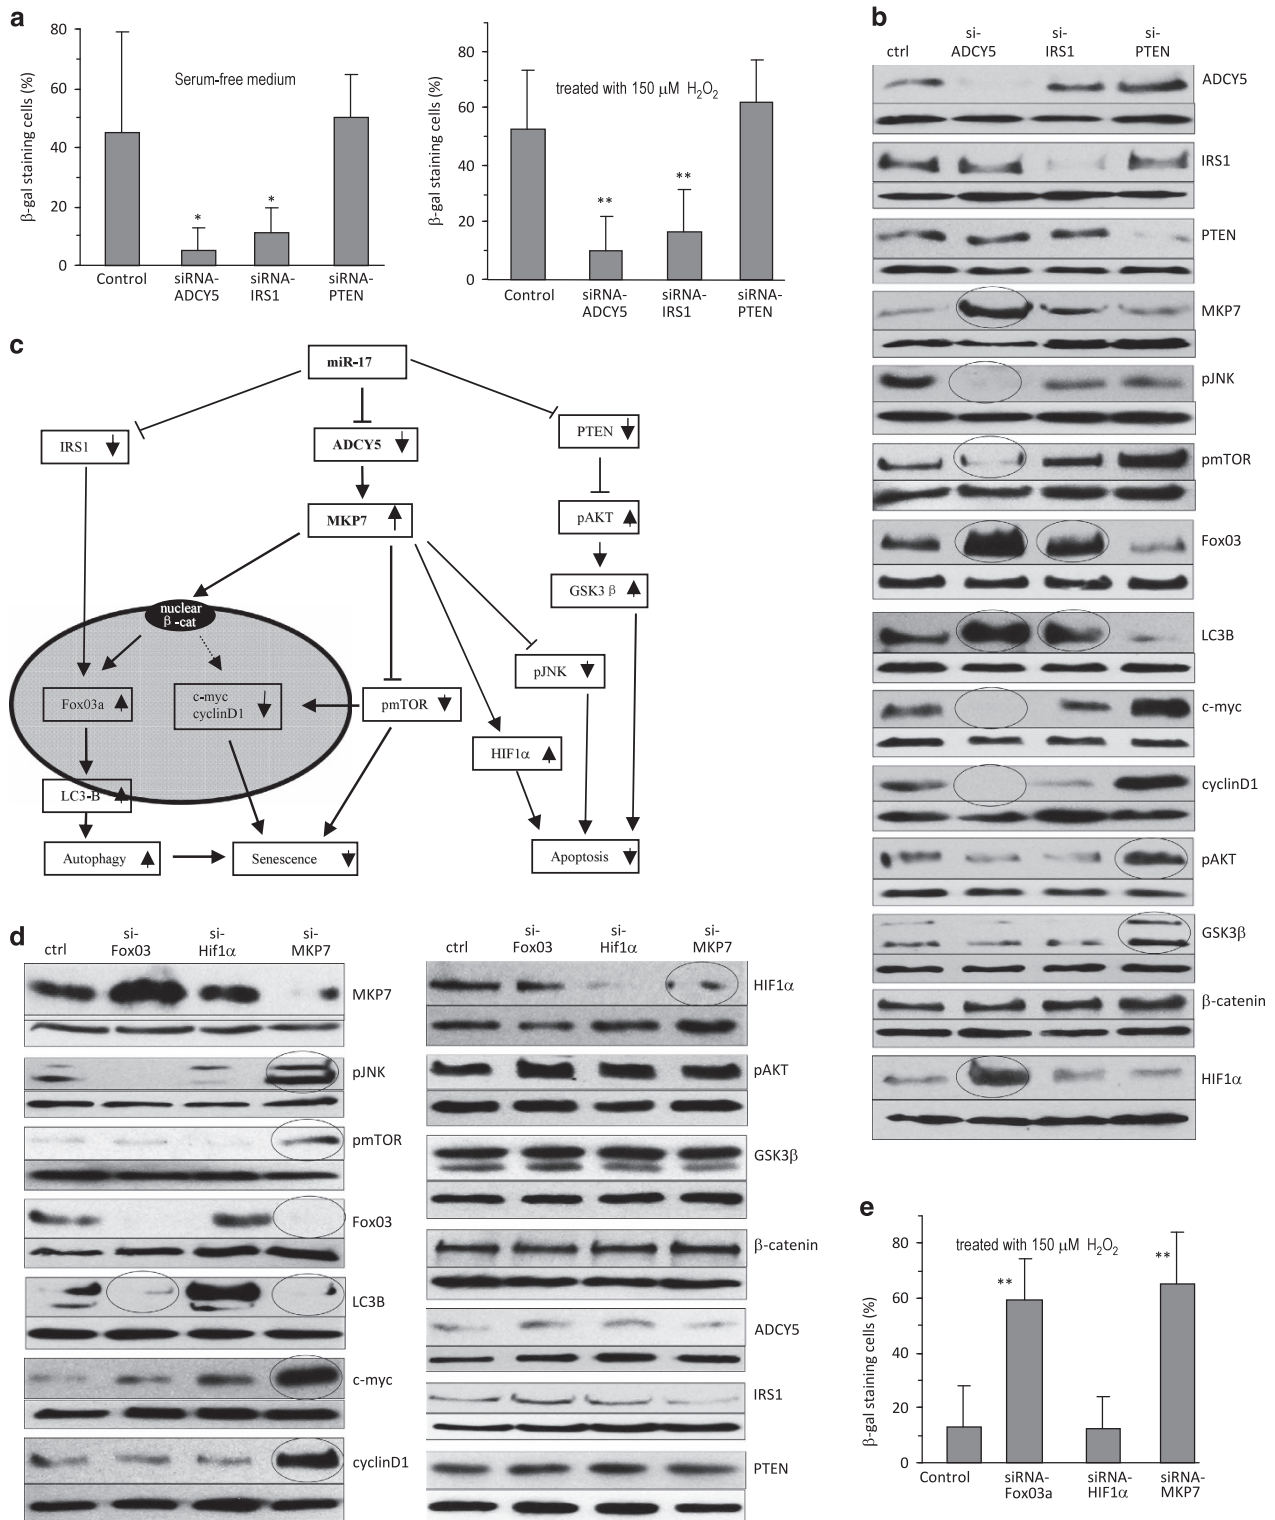 a
80
60
40
20
0
β-gal staining cells (%)
Serum-free medium
*
*
Control
siRNA-
ADCY5
siRNA-
IRS1
siRNA-
PTEN
80
60
40
20
0
β-gal staining cells (%)
treated with 150 μM H₂O₂
**
**
Control
siRNA-
ADCY5
siRNA-
IRS1
siRNA-
PTEN
b
ctrl
si-
ADCY5
si-
IRS1
si-
PTEN
ADCY5
IRS1
PTEN
MKP7
pJNK
pmTOR
Fox03
LC3B
c-myc
cyclinD1
pAKT
GSK3β
β-catenin
HIF1α
c
miR-17
IRS1
ADCY5
PTEN
MKP7
pAKT
GSK3 β
nuclear
β -cat
pJNK
Fox03a
c-myc
cyclinD1
pmTOR
HIF1α
LC3-B
Autophagy
Senescence
Apoptosis
d
ctrl
si-
Fox03
si-
Hif1α
si-
MKP7
MKP7
pJNK
pmTOR
Fox03
LC3B
c-myc
cyclinD1
ctrl
si-
Fox03
si-
Hif1α
si-
MKP7
HIF1α
pAKT
GSK3β
β-catenin
ADCY5
IRS1
PTEN
e
80
60
40
20
0
β-gal staining cells (%)
treated with 150 μM H₂O₂
**
**
Control
siRNA-
Fox03a
siRNA-
HIF1α
siRNA-
MKP7